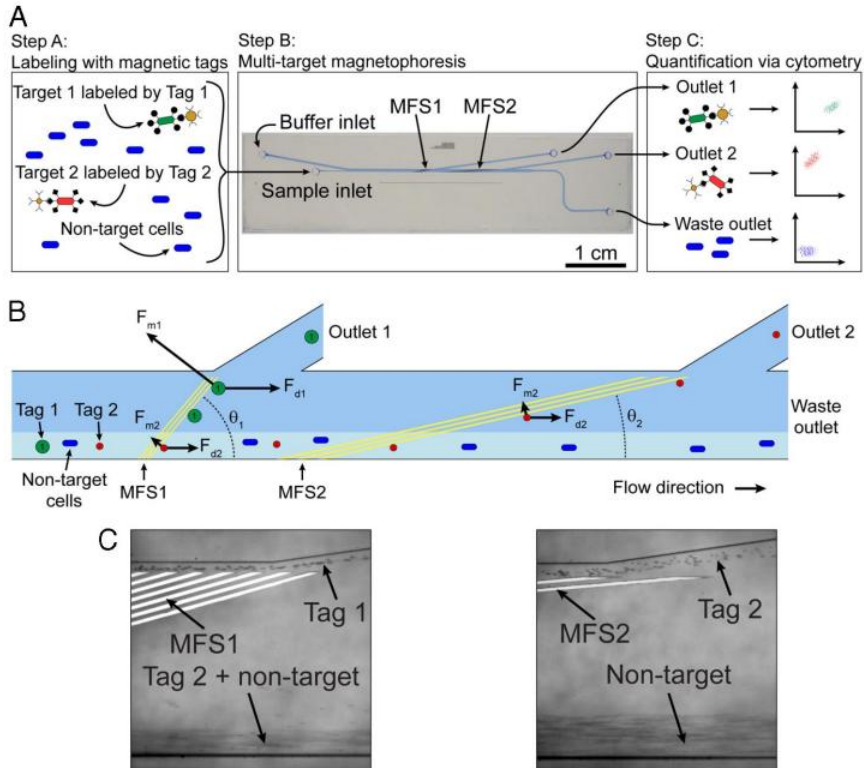 A
Step A:
Labeling with magnetic tags
Target 1 labeled by Tag 1
Target 2 labeled by Tag 2
Non-target cells
Step B:
Multi-target magnetophoresis
MFS1
MFS2
Buffer inlet
Sample inlet
1 cm
Step C:
Quantification via cytometry
Outlet 1
Outlet 2
Waste outlet
B
Fm1
Outlet 1
Outlet 2
Fd1
Fm2
Tag 1
Tag 2
Fm2
θ1
Fd2
θ2
Waste
outlet
Fd2
Non-target
cells
MFS1
MFS2
Flow direction
1
1
1
1
C
Tag 1
MFS1
Tag 2 + non-target
Tag 2
MFS2
Non-target